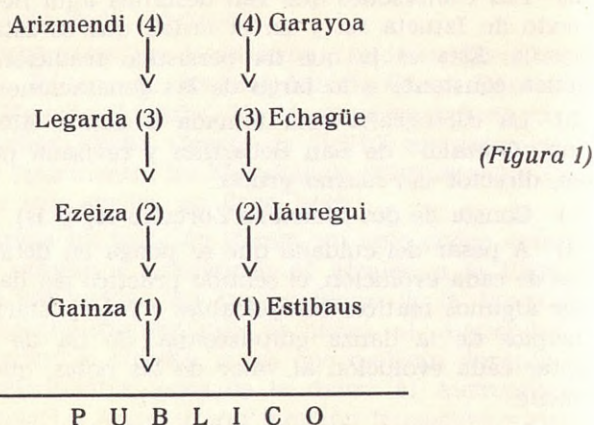 Arizmendi (4) (4) Garayoa
Legarda (3) (3) Echagüe
(Figura 1)
Ezeiza (2) (2) Jáuregui
Gainza (1) (1) Estibaus
P U B L I C O